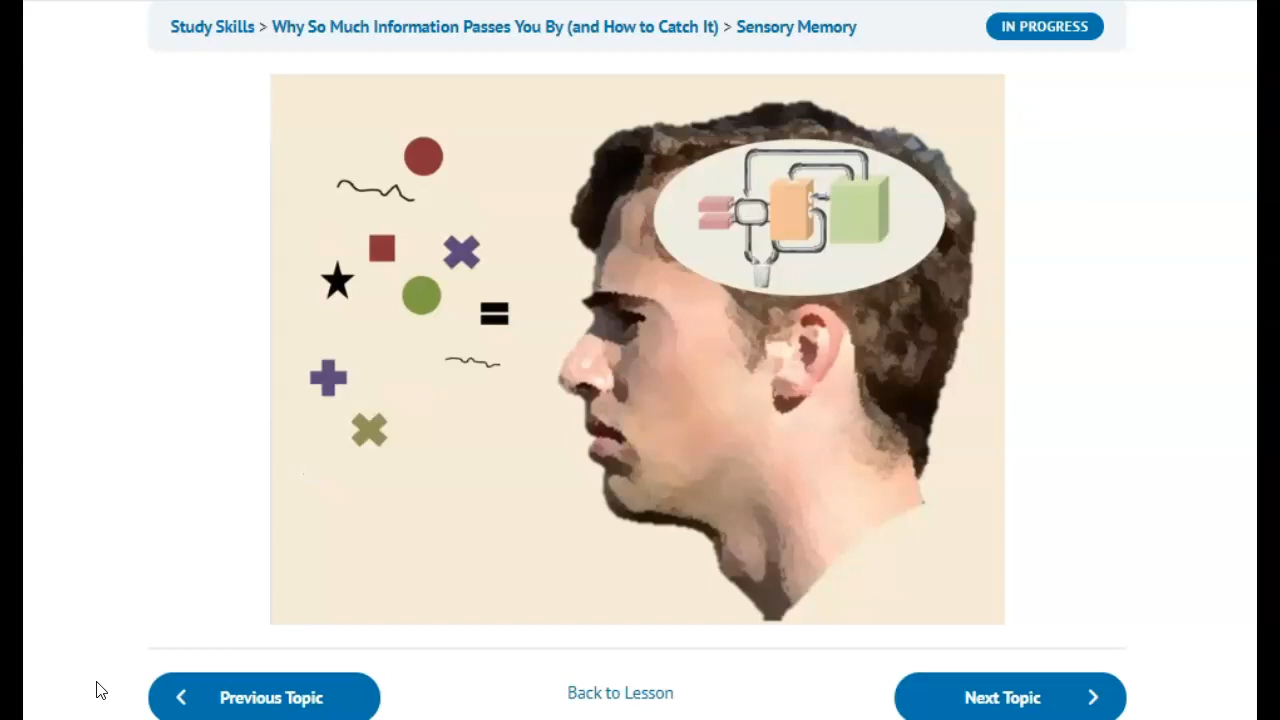 Study Skills > Why So Much Information Passes You By (and How to Catch It) > Sensory Memory
IN PROGRESS
Previous Topic
Back to Lesson
Next Topic